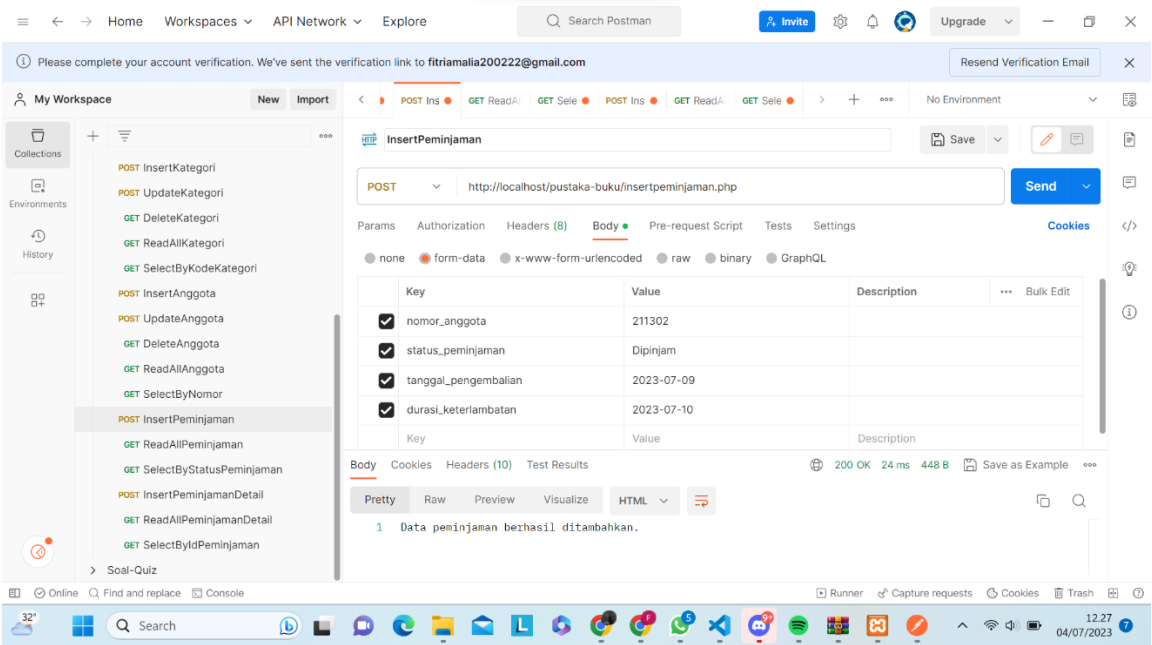 Home Workspaces API Network Explore Search Postman Invite Upgrade
Please complete your account verification. We've sent the verification link to fitriamalia200222@gmail.com Resend Verification Email
My Workspace New Import POST Ins GET ReadA GET Sele POST Ins GET ReadA GET Sele No Environment
Collections
Environments
History
POST InsertKategori
POST UpdateKategori
GET DeleteKategori
GET ReadAllKategori
GET SelectByKodeKategori
POST InsertAnggota
POST UpdateAnggota
GET DeleteAnggota
GET ReadAllAnggota
GET SelectByNomor
POST InsertPeminjaman
GET ReadAllPeminjaman
GET SelectByStatusPeminjaman
POST InsertPeminjamanDetail
GET ReadAllPeminjamanDetail
GET SelectByIdPeminjaman
Soal-Quiz
HTTP InsertPeminjaman Save
POST http://localhost/pustaka-buku/insertpeminjaman.php Send
Params Authorization Headers (8) Body Pre-request Script Tests Settings Cookies
none form-data x-www-form-urlencoded raw binary GraphQL
Key Value Description Bulk Edit
nomor_anggota 211302
status_peminjaman Dipinjam
tanggal_pengembalian 2023-07-09
durasi_keterlambatan 2023-07-10
Key Value Description
Body Cookies Headers (10) Test Results 200 OK 24 ms 448 B Save as Example
Pretty Raw Preview Visualize HTML
1 Data peminjaman berhasil ditambahkan.
Online Find and replace Console Runner Capture requests Cookies Trash
32° Search L F 5 9+ 12.27
04/07/2023 7